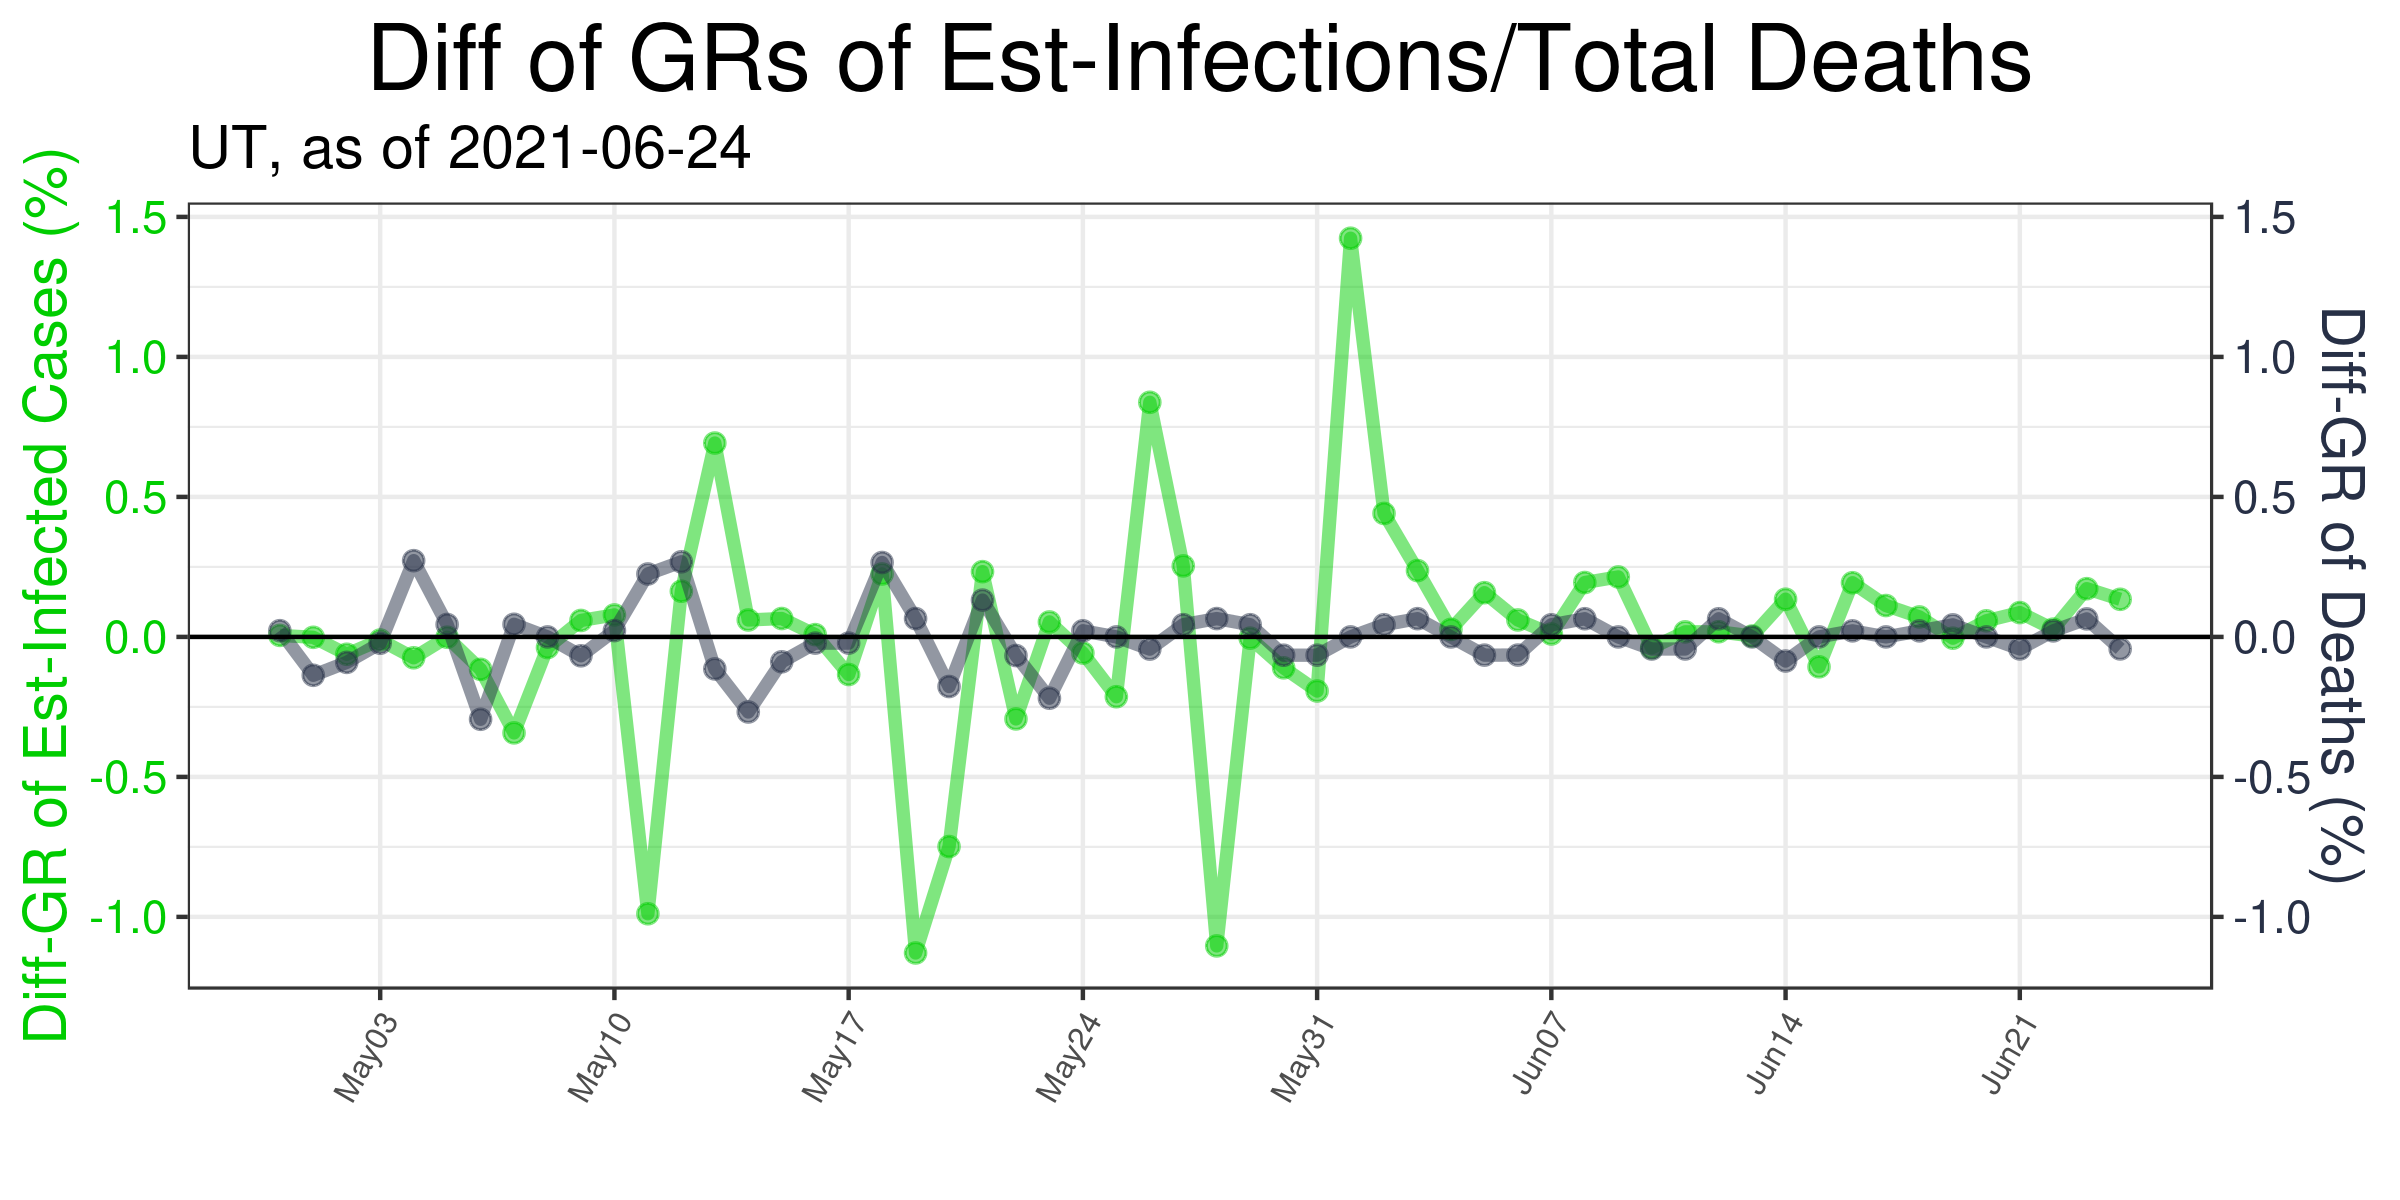 Diff of GRs of Est-Infections/Total Deaths
UT, as of 2021-06-24
Diff-GR of Est-Infected Cases (%)
1.5
1.0
0.5
0.0
-0.5
-1.0
1.5
1.0
0.5
0.0
-0.5
-1.0
Diff-GR of Deaths (%)
May03
May10
May17
May24
May31
Jun07
Jun14
Jun21